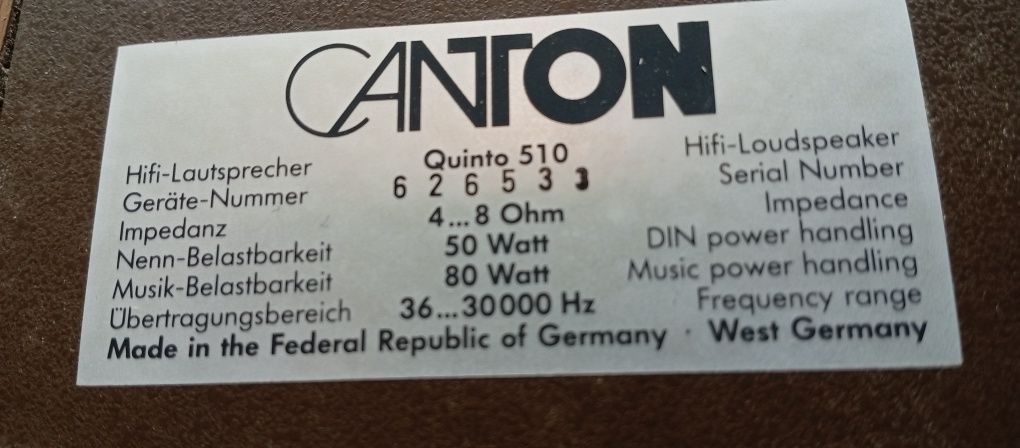 CANTON
Hifi-Lautsprecher Quinto 510 Hifi-Loudspeaker
Geräte-Nummer 6 2 6 5 3 3 Serial Number
Impedanz 4...8 Ohm Impedance
Nenn-Belastbarkeit 50 Watt DIN power handling
Musik-Belastbarkeit 80 Watt Music power handling
Übertragungsbereich 36...30000 Hz Frequency range
Made in the Federal Republic of Germany · West Germany